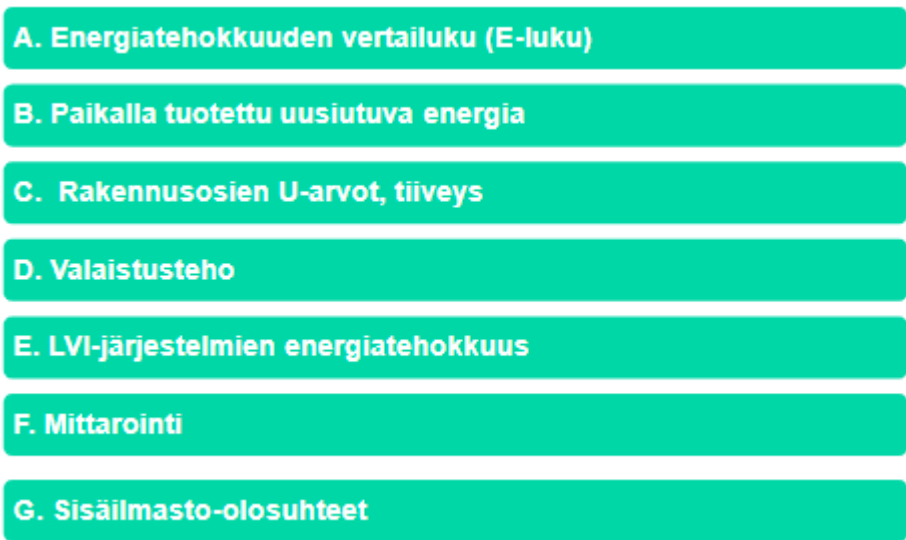 A. Energiatehokkuuden vertailuku (E-luku)
B. Paikalla tuotettu uusiutuva energia
C.  Rakennusosien U-arvot, tiiveys
D. Valaistusteho
E. LVI-järjestelmien energiatehokkuus
F. Mittarointi
G. Sisäilmasto-olosuhteet